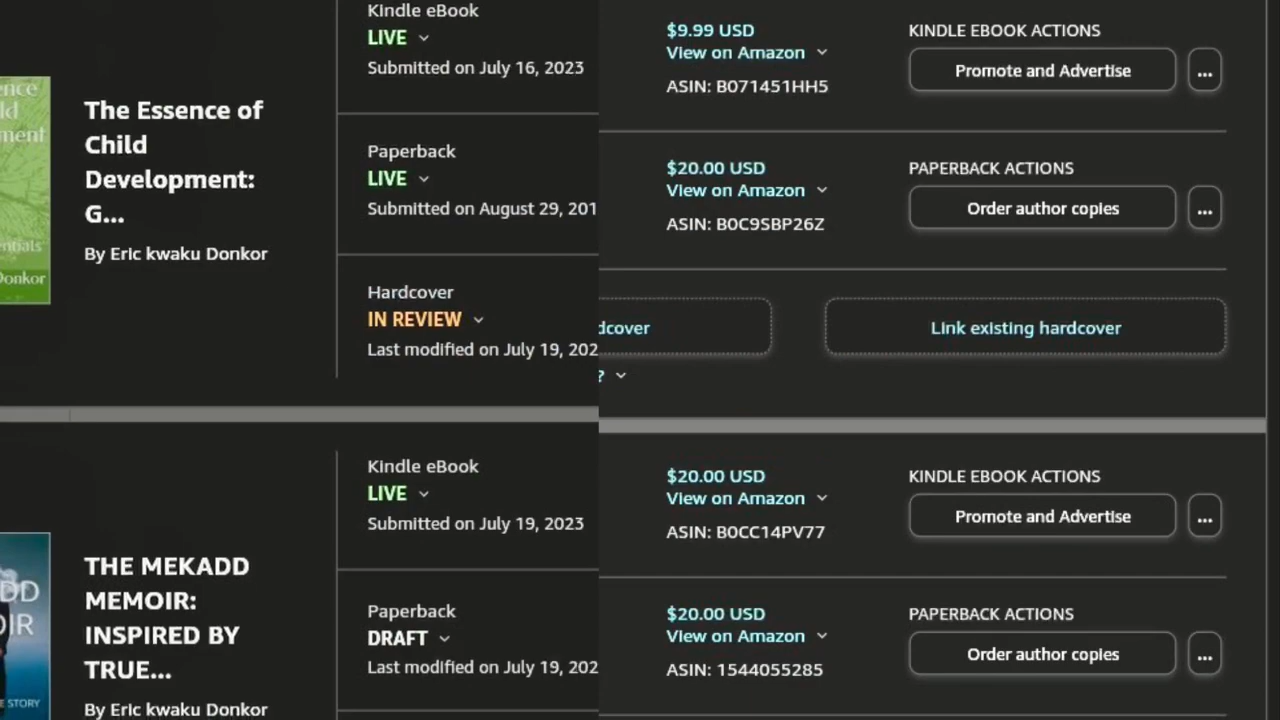 Kindle eBook
LIVE
Submitted on July 16, 2023
$9.99 USD
View on Amazon
ASIN: B071451HH5
KINDLE EBOOK ACTIONS
Promote and Advertise
...
The Essence of
Child
Development:
G...
By Eric kwaku Donkor
Donkor
Paperback
LIVE
Submitted on August 29, 201
$20.00 USD
View on Amazon
ASIN: B0C9SBP26Z
PAPERBACK ACTIONS
Order author copies
...
Hardcover
IN REVIEW
Last modified on July 19, 202
dcover
Link existing hardcover
?
Kindle eBook
LIVE
Submitted on July 19, 2023
$20.00 USD
View on Amazon
ASIN: B0CC14PV77
KINDLE EBOOK ACTIONS
Promote and Advertise
...
THE MEKADD
MEMOIR:
INSPIRED BY
TRUE...
By Eric kwaku Donkor
DD
OIR
E STORY
Paperback
DRAFT
Last modified on July 19, 202
$20.00 USD
View on Amazon
ASIN: 1544055285
PAPERBACK ACTIONS
Order author copies
...